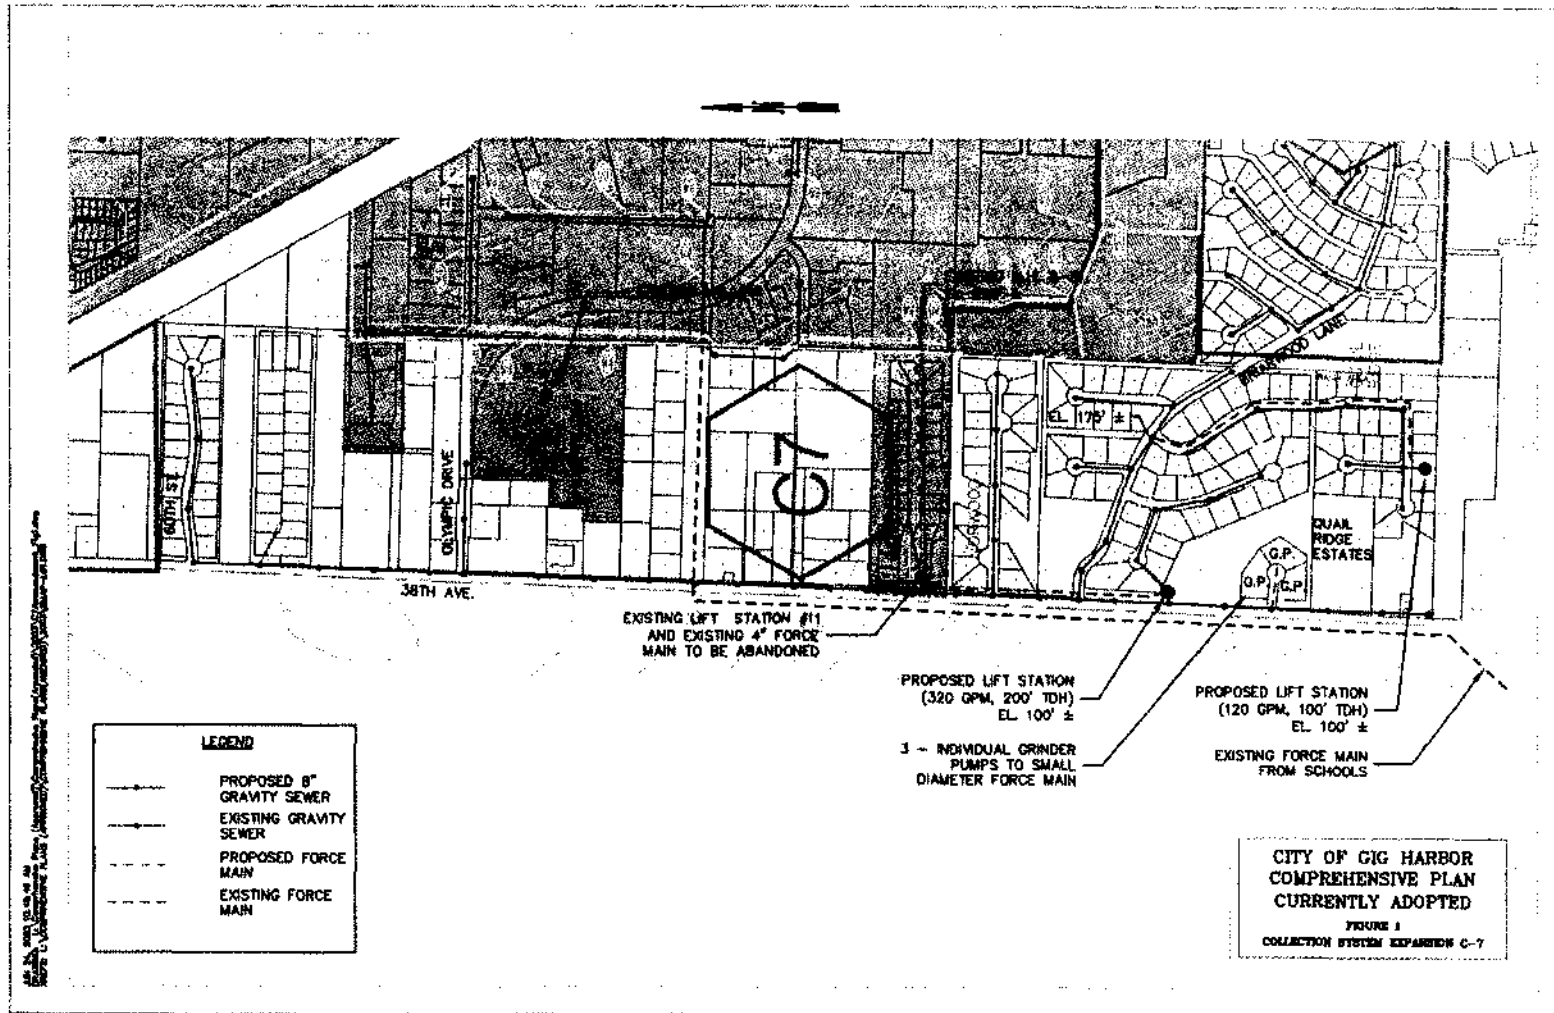 60TH ST.
OLYMPIC DRIVE
C7
EL. 175' ±
QUAIL
RIDGE
ESTATES
G.P.
G.P.
G.P.
38TH AVE.
EXISTING LIFT STATION #11
AND EXISTING 4" FORCE
MAIN TO BE ABANDONED
PROPOSED LIFT STATION
(320 GPM, 200' TDH)
EL. 100' ±
3 - INDIVIDUAL GRINDER
PUMPS TO SMALL
DIAMETER FORCE MAIN
PROPOSED LIFT STATION
(120 GPM, 100' TDH)
EL. 100' ±
EXISTING FORCE MAIN
FROM SCHOOLS
LEGEND
PROPOSED 8"
GRAVITY SEWER
EXISTING GRAVITY
SEWER
PROPOSED FORCE
MAIN
EXISTING FORCE
MAIN
CITY OF GIG HARBOR
COMPREHENSIVE PLAN
CURRENTLY ADOPTED
FIGURE 1
COLLECTION SYSTEM EXPANSION C-7